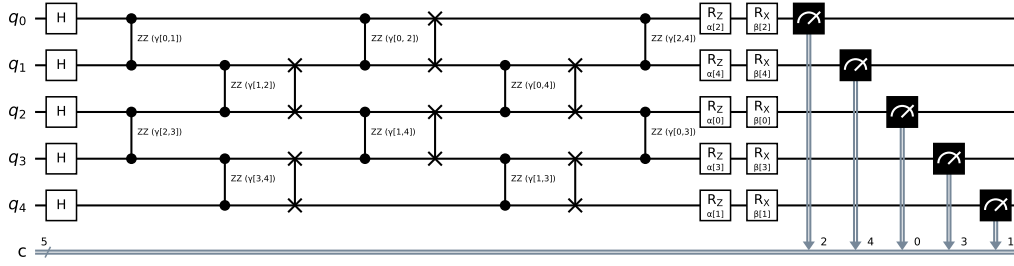 q0 H ZZ (γ[0,1]) ZZ (γ[0, 2]) ZZ (γ[2,4]) RZ α[2] RX β[2]
q1 H ZZ (γ[1,2]) ZZ (γ[0,4]) RZ α[4] RX β[4]
q2 H ZZ (γ[2,3]) ZZ (γ[1,4]) ZZ (γ[0,3]) RZ α[0] RX β[0]
q3 H ZZ (γ[3,4]) ZZ (γ[1,3]) RZ α[3] RX β[3]
q4 H RZ α[1] RX β[1]
c 5 2 4 0 3 1